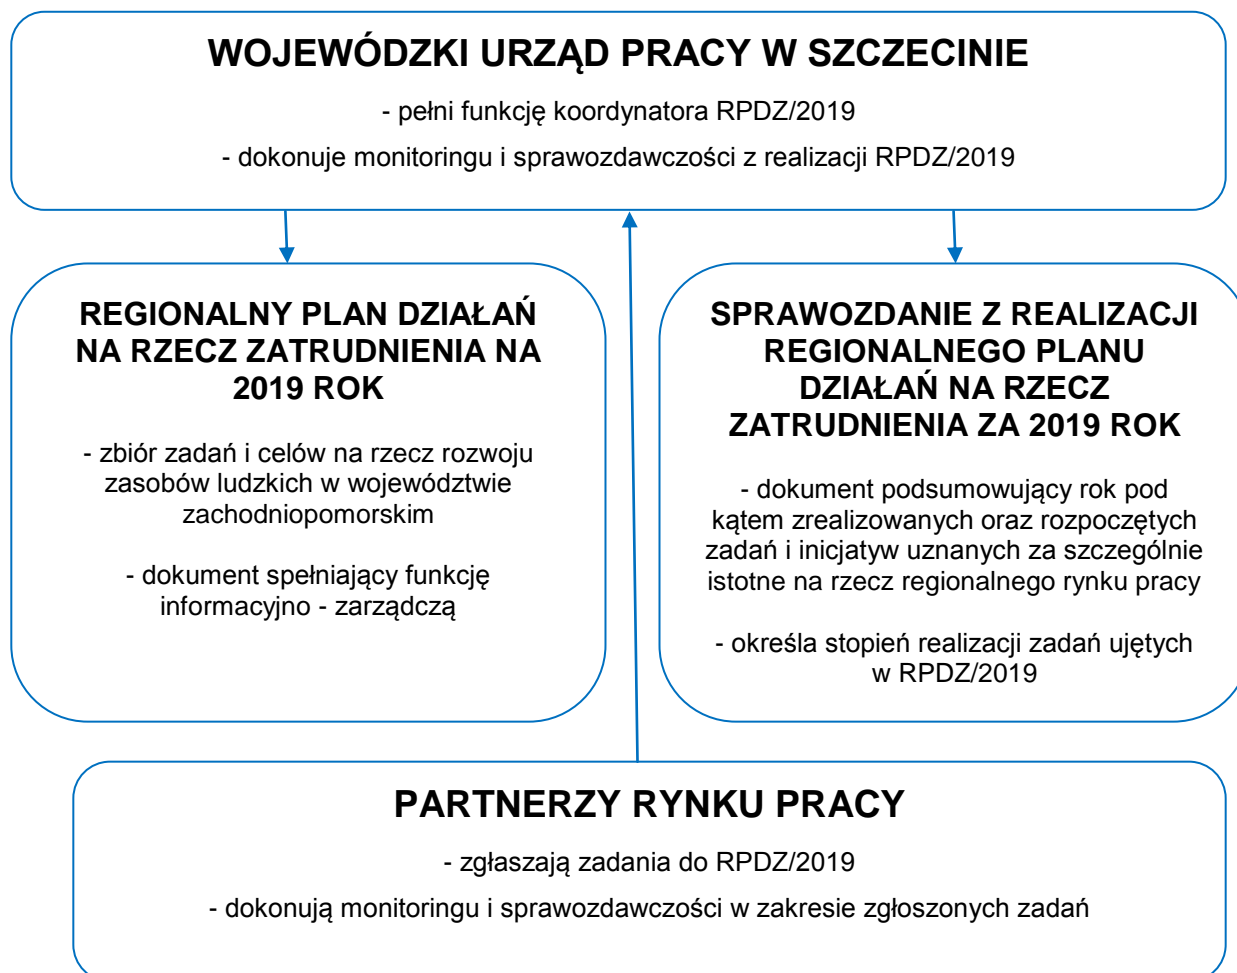 WOJEWÓDZKI URZĄD PRACY W SZCZECINIE
- pełni funkcję koordynatora RPDZ/2019
- dokonuje monitoringu i sprawozdawczości z realizacji RPDZ/2019
REGIONALNY PLAN DZIAŁAŃ
NA RZECZ ZATRUDNIENIA NA
2019 ROK
- zbiór zadań i celów na rzecz rozwoju
zasobów ludzkich w województwie
zachodniopomorskim
- dokument spełniający funkcję
informacyjno - zarządczą
SPRAWOZDANIE Z REALIZACJI
REGIONALNEGO PLANU
DZIAŁAŃ NA RZECZ
ZATRUDNIENIA ZA 2019 ROK
- dokument podsumowujący rok pod
kątem zrealizowanych oraz rozpoczętych
zadań i inicjatyw uznanych za szczególnie
istotne na rzecz regionalnego rynku pracy
- określa stopień realizacji zadań ujętych
w RPDZ/2019
PARTNERZY RYNKU PRACY
- zgłaszają zadania do RPDZ/2019
- dokonują monitoringu i sprawozdawczości w zakresie zgłoszonych zadań